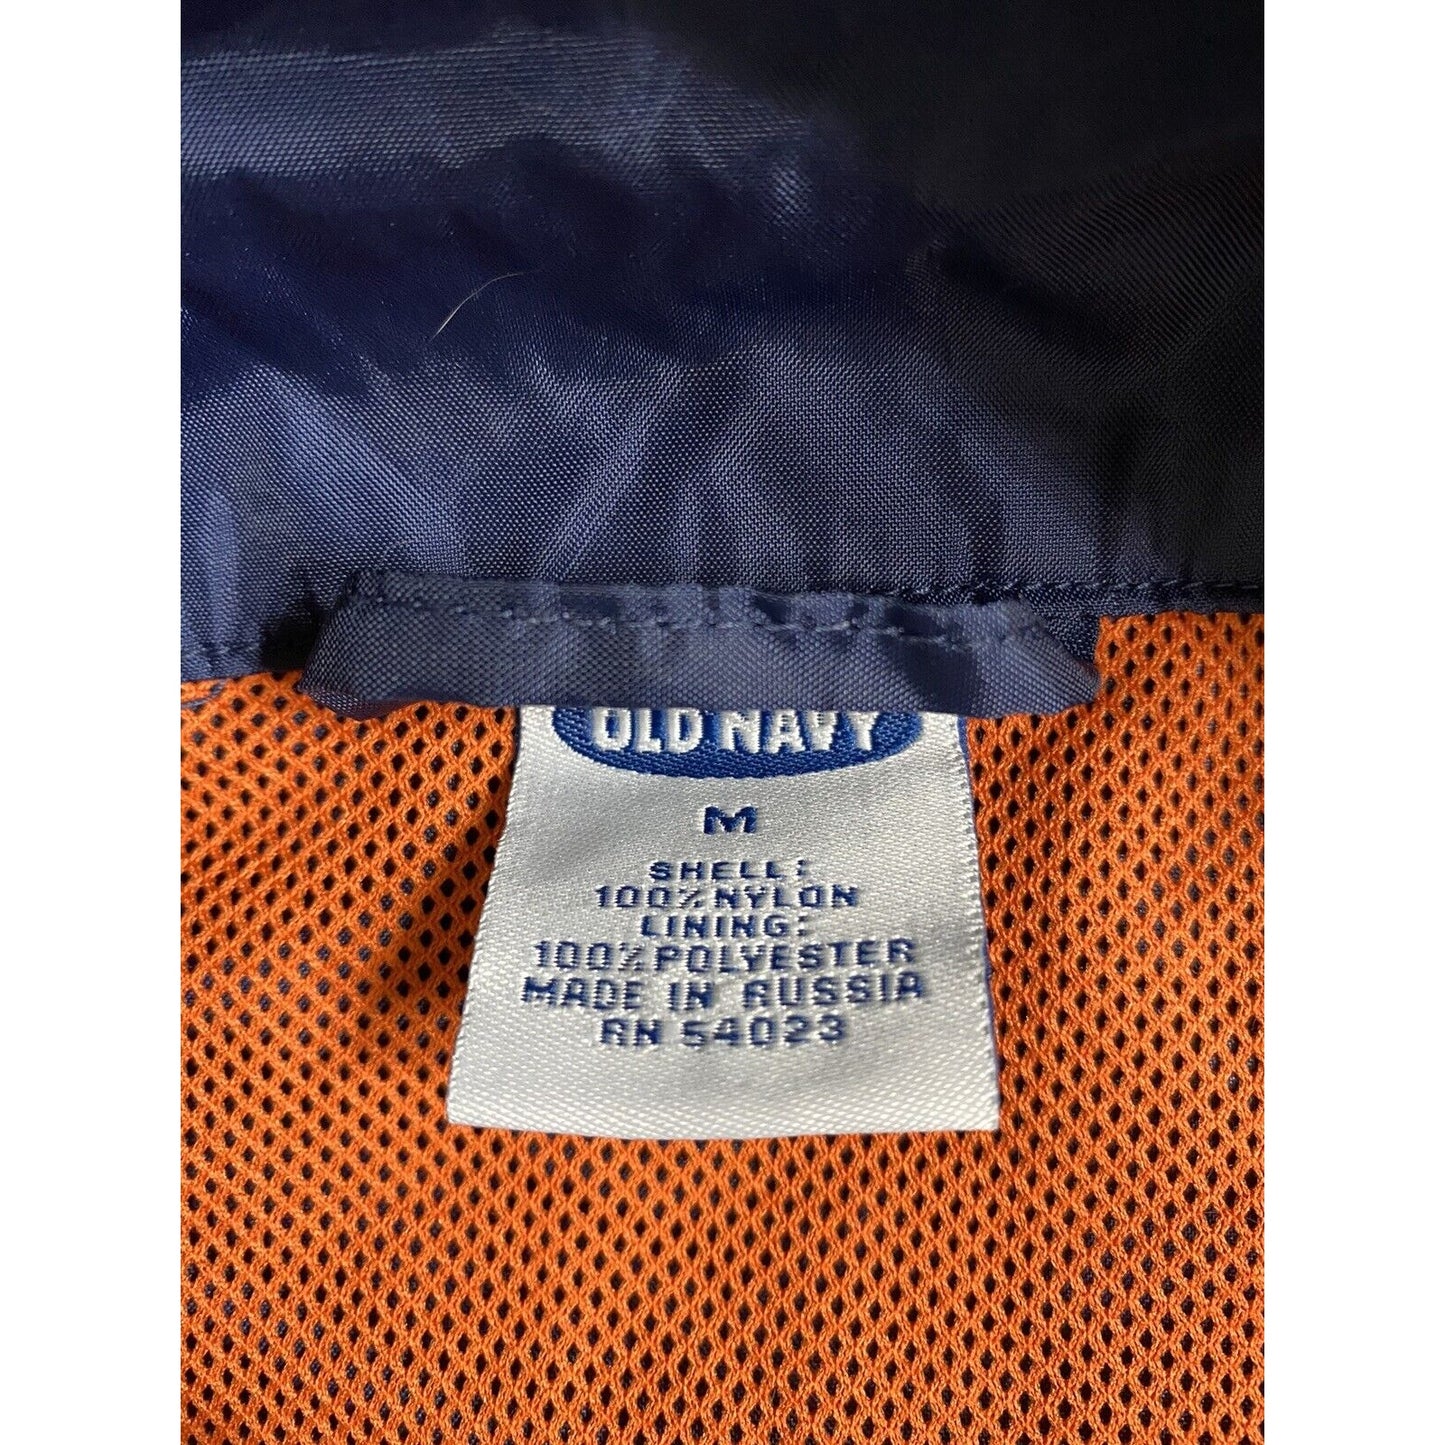 OLD NAVY
M
SHELL:
100% NYLON
LINING:
100% POLYESTER
MADE IN RUSSIA
RN 54023